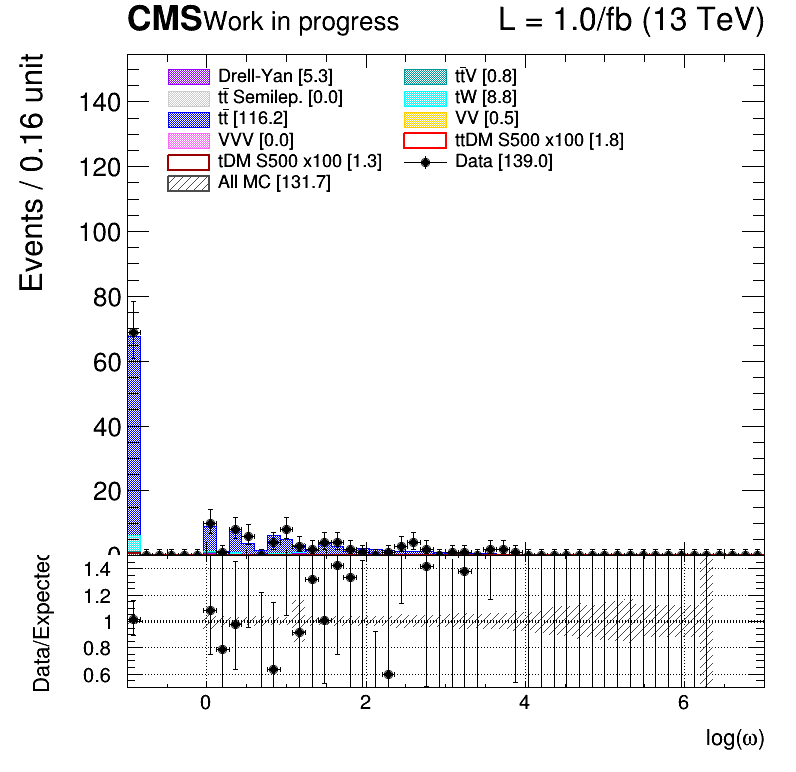 CMS Work in progress L = 1.0/fb (13 TeV)
Drell-Yan [5.3] tt̄V [0.8]
tt̄ Semilep. [0.0] tW [8.8]
tt̄ [116.2] VV [0.5]
VVV [0.0] ttDM S500 x100 [1.8]
tDM S500 x100 [1.3] Data [139.0]
All MC [131.7]
Events / 0.16 unit
140
120
100
80
60
40
20
0
Data/Expected
1.4
1.2
1
0.8
0.6
0 2 4 6
log(ω)